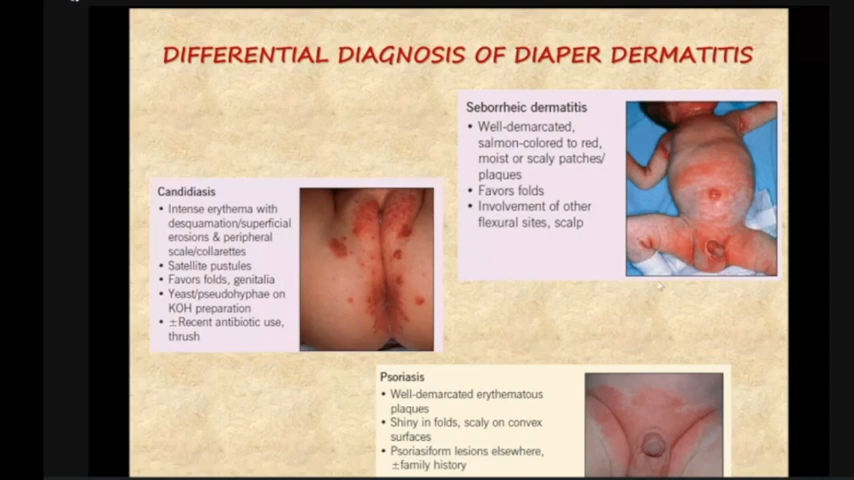 DIFFERENTIAL DIAGNOSIS OF DIAPER DERMATITIS
Seborrheic dermatitis
• Well-demarcated,
salmon-colored to red,
moist or scaly patches/
plaques
• Favors folds
• Involvement of other
flexural sites, scalp
Candidiasis
• Intense erythema with
desquamation/superficial
erosions & peripheral
scale/collarettes
• Satellite pustules
• Favors folds, genitalia
• Yeast/pseudohyphae on
KOH preparation
• ±Recent antibiotic use,
thrush
Psoriasis
• Well-demarcated erythematous
plaques
• Shiny in folds, scaly on convex
surfaces
• Psoriasiform lesions elsewhere,
±family history